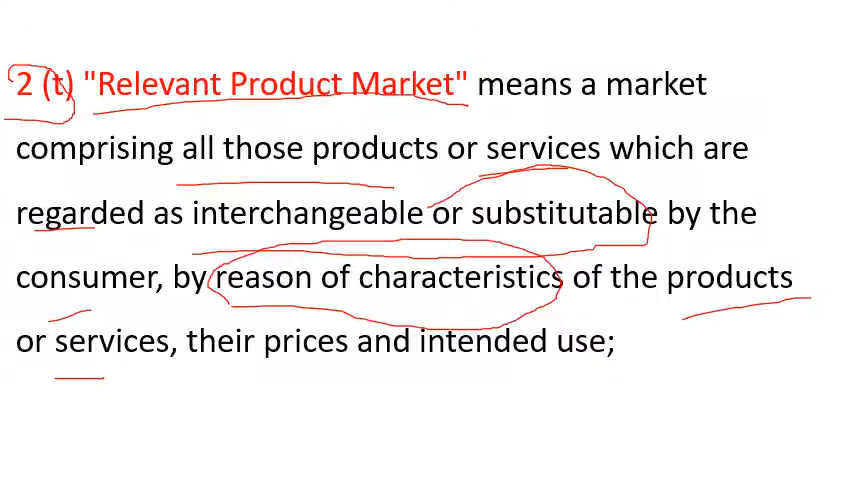 2 (t) "Relevant Product Market" means a market
comprising all those products or services which are
regarded as interchangeable or substitutable by the
consumer, by reason of characteristics of the products
or services, their prices and intended use;